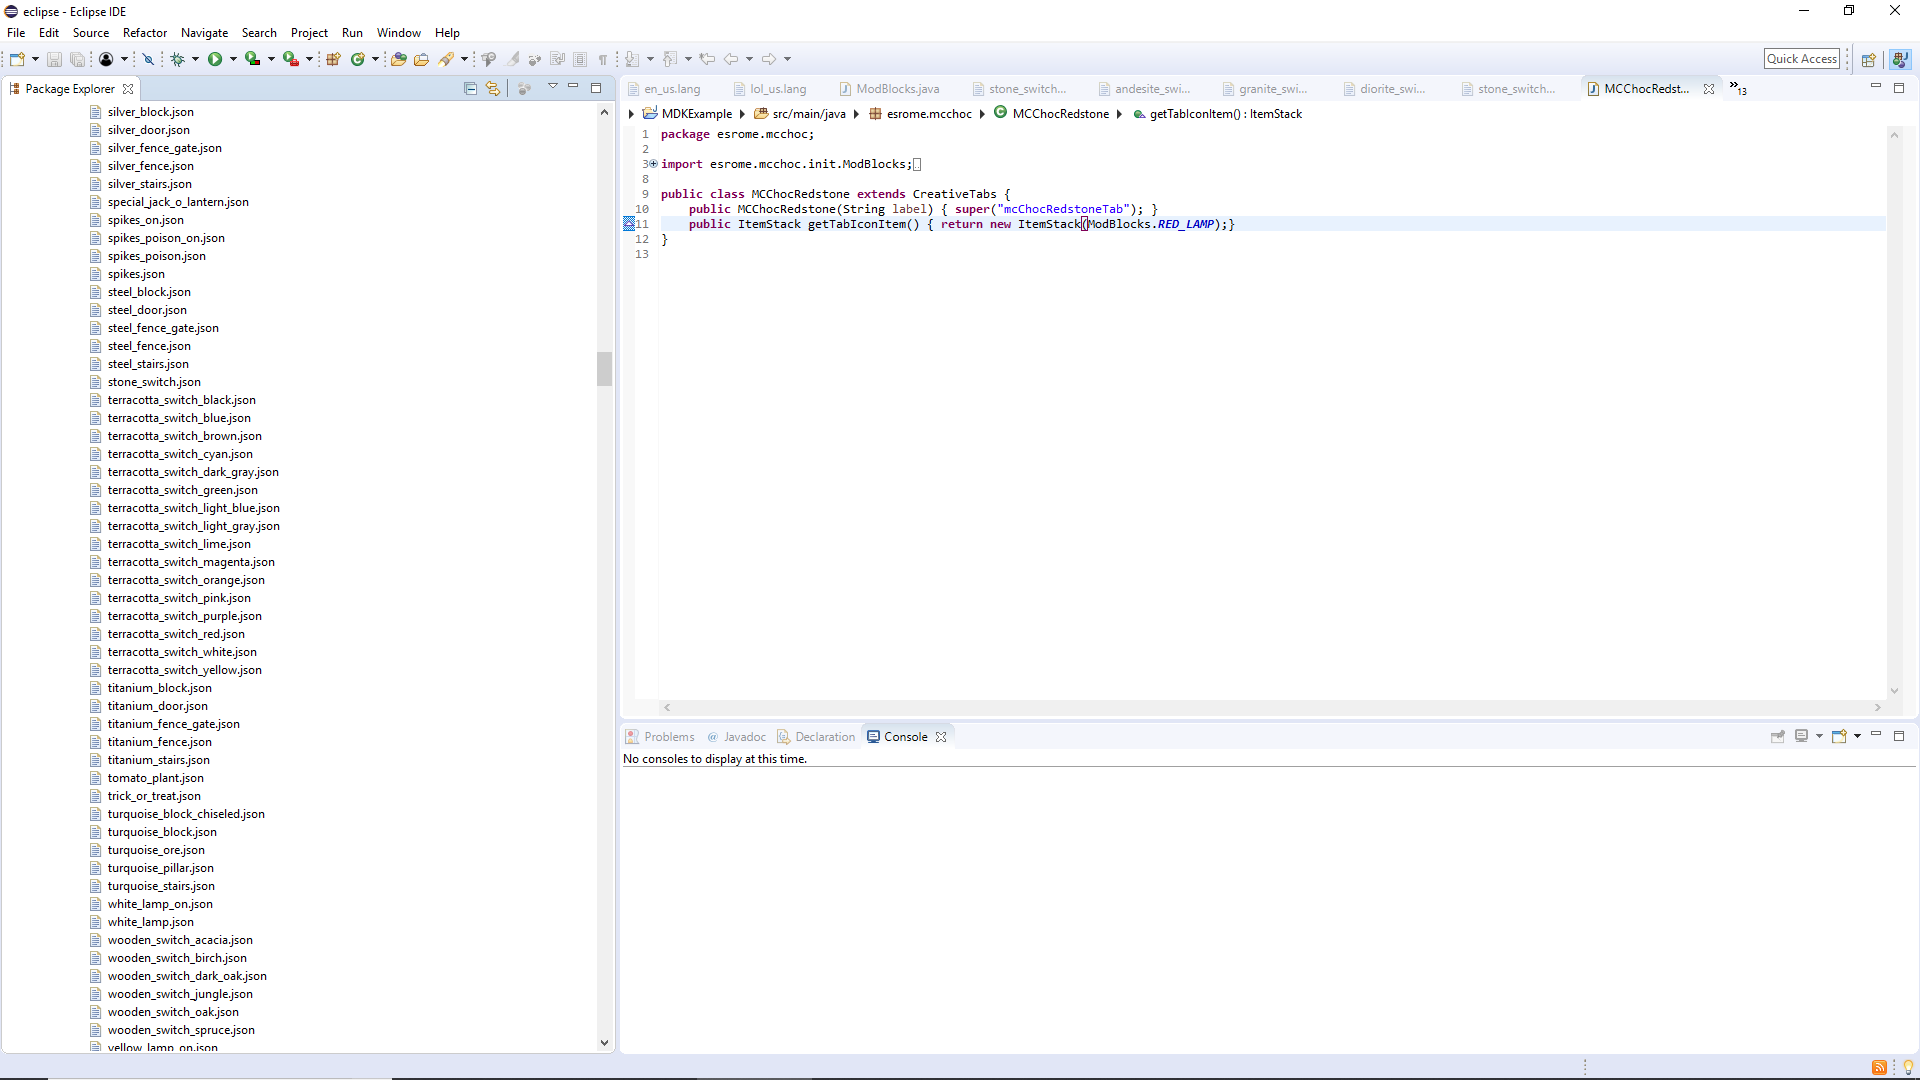 eclipse - Eclipse IDE
File Edit Source Refactor Navigate Search Project Run Window Help
Quick Access
Package Explorer
silver_block.json
silver_door.json
silver_fence_gate.json
silver_fence.json
silver_stairs.json
special_jack_o_lantern.json
spikes_on.json
spikes_poison_on.json
spikes_poison.json
spikes.json
steel_block.json
steel_door.json
steel_fence_gate.json
steel_fence.json
steel_stairs.json
stone_switch.json
terracotta_switch_black.json
terracotta_switch_blue.json
terracotta_switch_brown.json
terracotta_switch_cyan.json
terracotta_switch_dark_gray.json
terracotta_switch_green.json
terracotta_switch_light_blue.json
terracotta_switch_light_gray.json
terracotta_switch_lime.json
terracotta_switch_magenta.json
terracotta_switch_orange.json
terracotta_switch_pink.json
terracotta_switch_purple.json
terracotta_switch_red.json
terracotta_switch_white.json
terracotta_switch_yellow.json
titanium_block.json
titanium_door.json
titanium_fence_gate.json
titanium_fence.json
titanium_stairs.json
tomato_plant.json
trick_or_treat.json
turquoise_block_chiseled.json
turquoise_block.json
turquoise_ore.json
turquoise_pillar.json
turquoise_stairs.json
white_lamp_on.json
white_lamp.json
wooden_switch_acacia.json
wooden_switch_birch.json
wooden_switch_dark_oak.json
wooden_switch_jungle.json
wooden_switch_oak.json
wooden_switch_spruce.json
yellow_lamp_on.json
en_us.lang lol_us.lang ModBlocks.java stone_switch... andesite_swi... granite_swi... diorite_swi... stone_switch... MCChocRedst... »13
MDKExample src/main/java esrome.mcchoc MCChocRedstone getTabIconItem() : ItemStack
1 package esrome.mcchoc;
2
3 import esrome.mcchoc.init.ModBlocks;
8
9 public class MCChocRedstone extends CreativeTabs {
10 public MCChocRedstone(String label) { super("mcChocRedstoneTab"); }
11 public ItemStack getTabIconItem() { return new ItemStack(ModBlocks.RED_LAMP);}
12 }
13
Problems @ Javadoc Declaration Console
No consoles to display at this time.